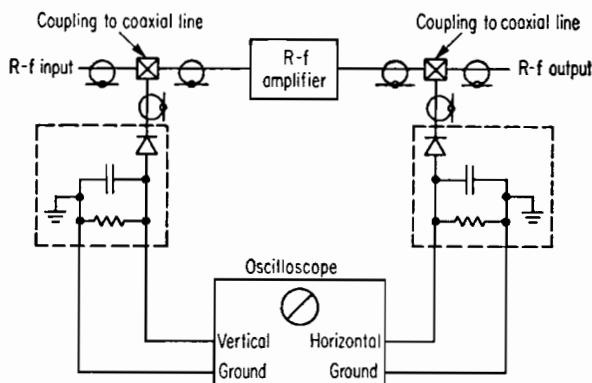 Coupling to coaxial line
Coupling to coaxial line
R-f input
R-f
amplifier
R-f output
Oscilloscope
Vertical
Horizontal
Ground
Ground